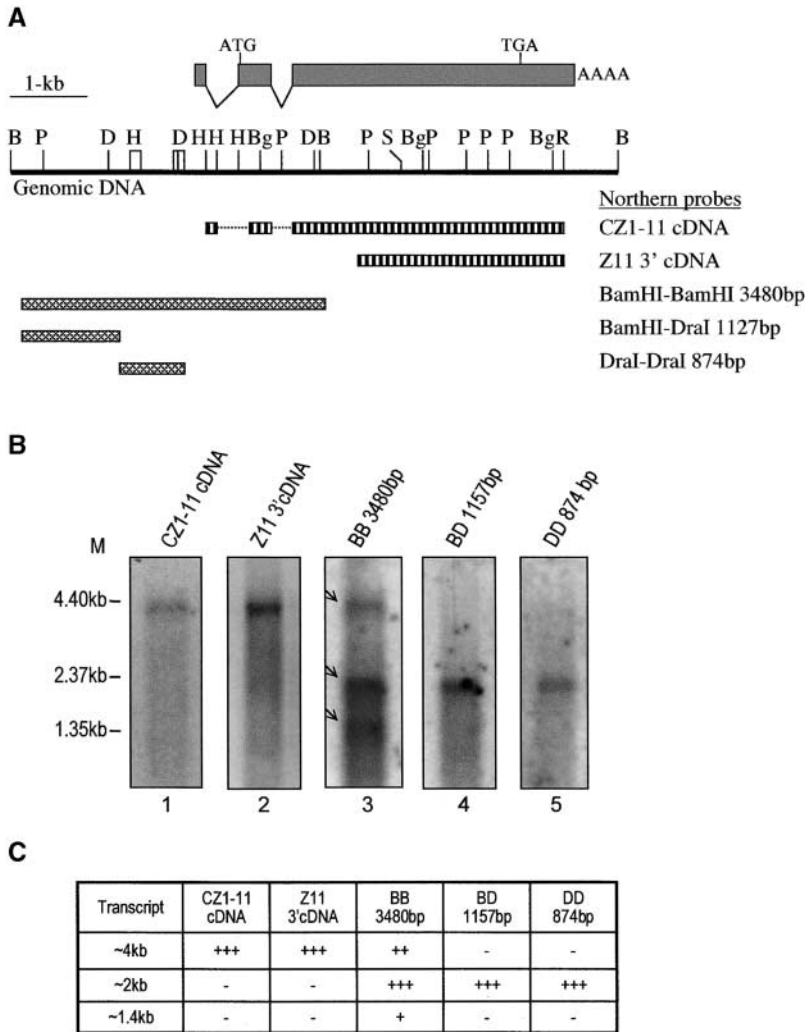 A
ATG TGA
AAAA
1-kb
B P D H D H H H Bg P D B P S Bg P P P P Bg R B
Genomic DNA
Northern probes
CZ1-11 cDNA
Z11 3' cDNA
BamHI-BamHI 3480bp
BamHI-DraI 1127bp
DraI-DraI 874bp
B
M CZ1-11 cDNA Z11 3'cDNA BB 3480bp BD 1157bp DD 874 bp
4.40kb
2.37kb
1.35kb
1 2 3 4 5
C
Transcript CZ1-11 cDNA Z11 3'cDNA BB 3480bp BD 1157bp DD 874bp
~4kb +++ +++ ++ - -
~2kb - - +++ +++ +++
~1.4kb - - + - -